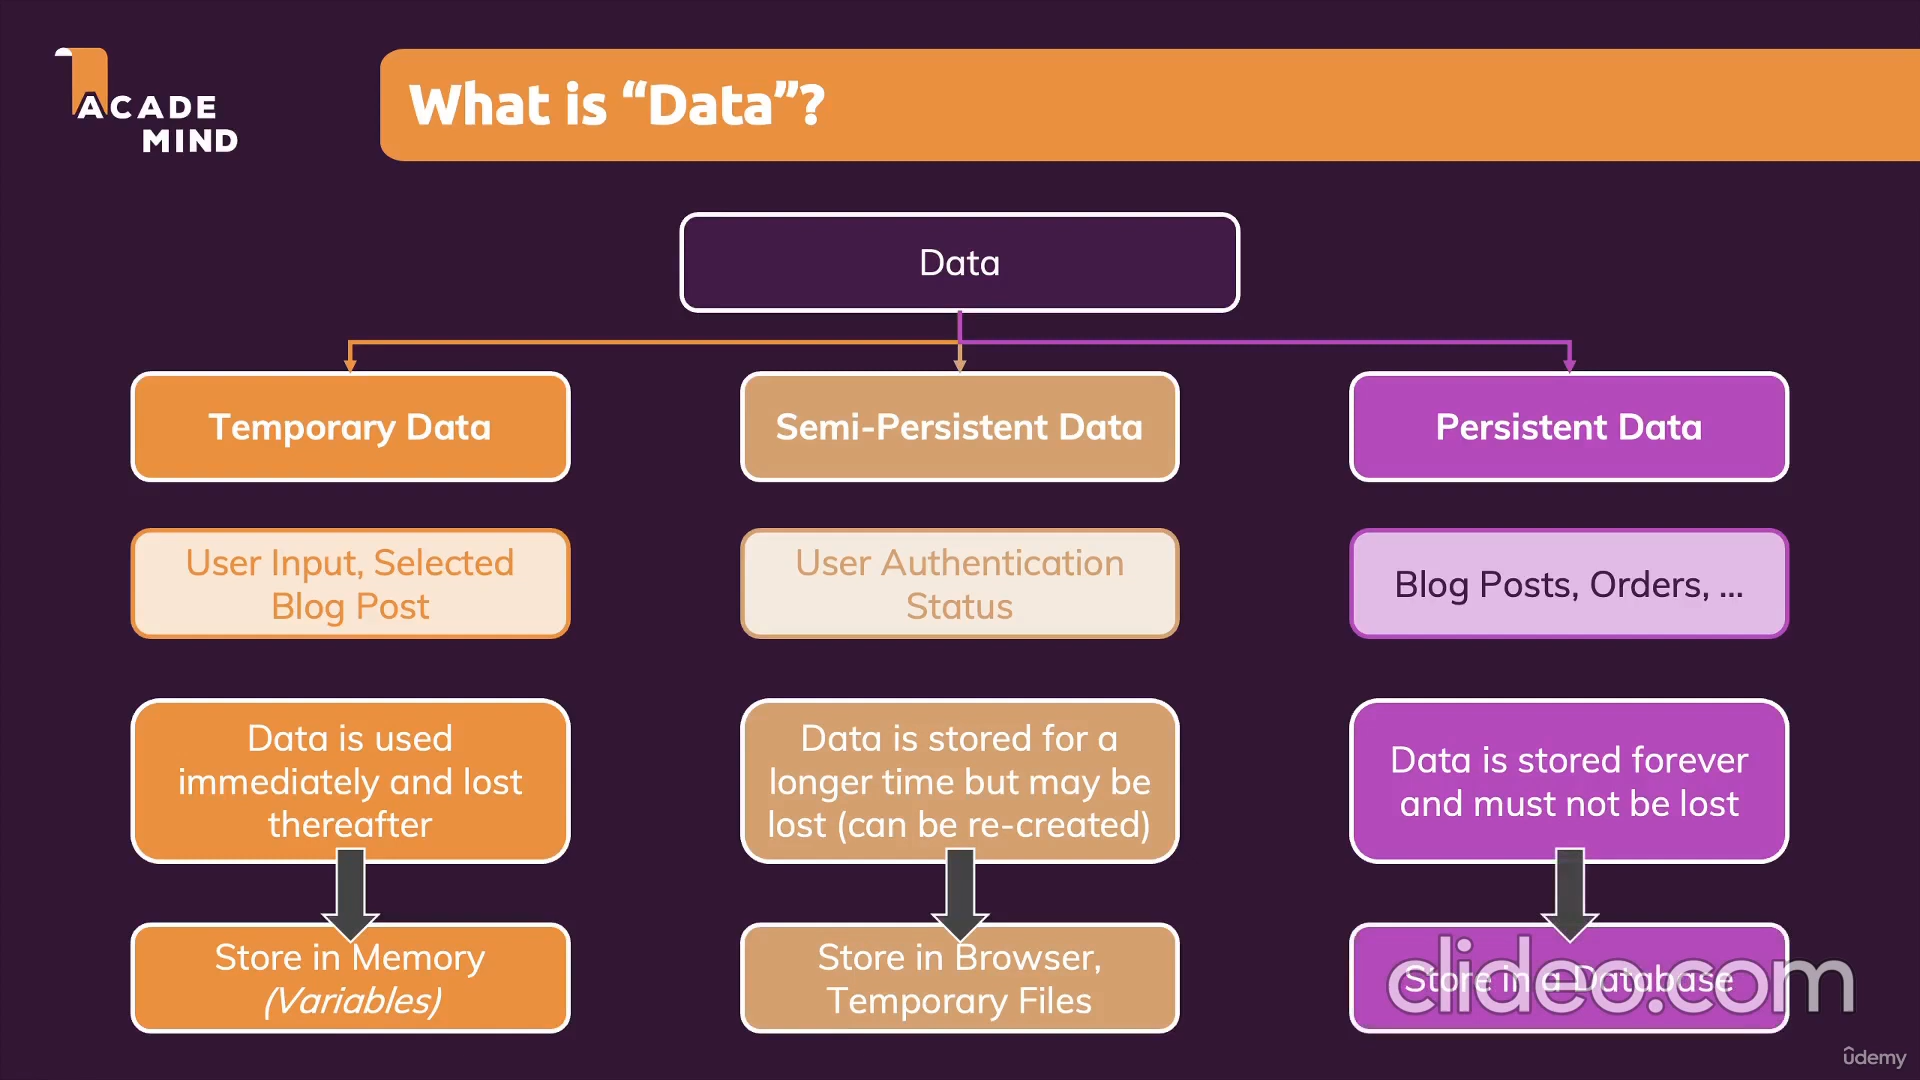 ACADE
MIND
What is “Data”?
Data
Temporary Data
Semi-Persistent Data
Persistent Data
User Input, Selected
Blog Post
User Authentication
Status
Blog Posts, Orders, ...
Data is used
immediately and lost
thereafter
Data is stored for a
longer time but may be
lost (can be re-created)
Data is stored forever
and must not be lost
Store in Memory
(Variables)
Store in Browser,
Temporary Files
Store in a Database
clideo.com
ûdemy